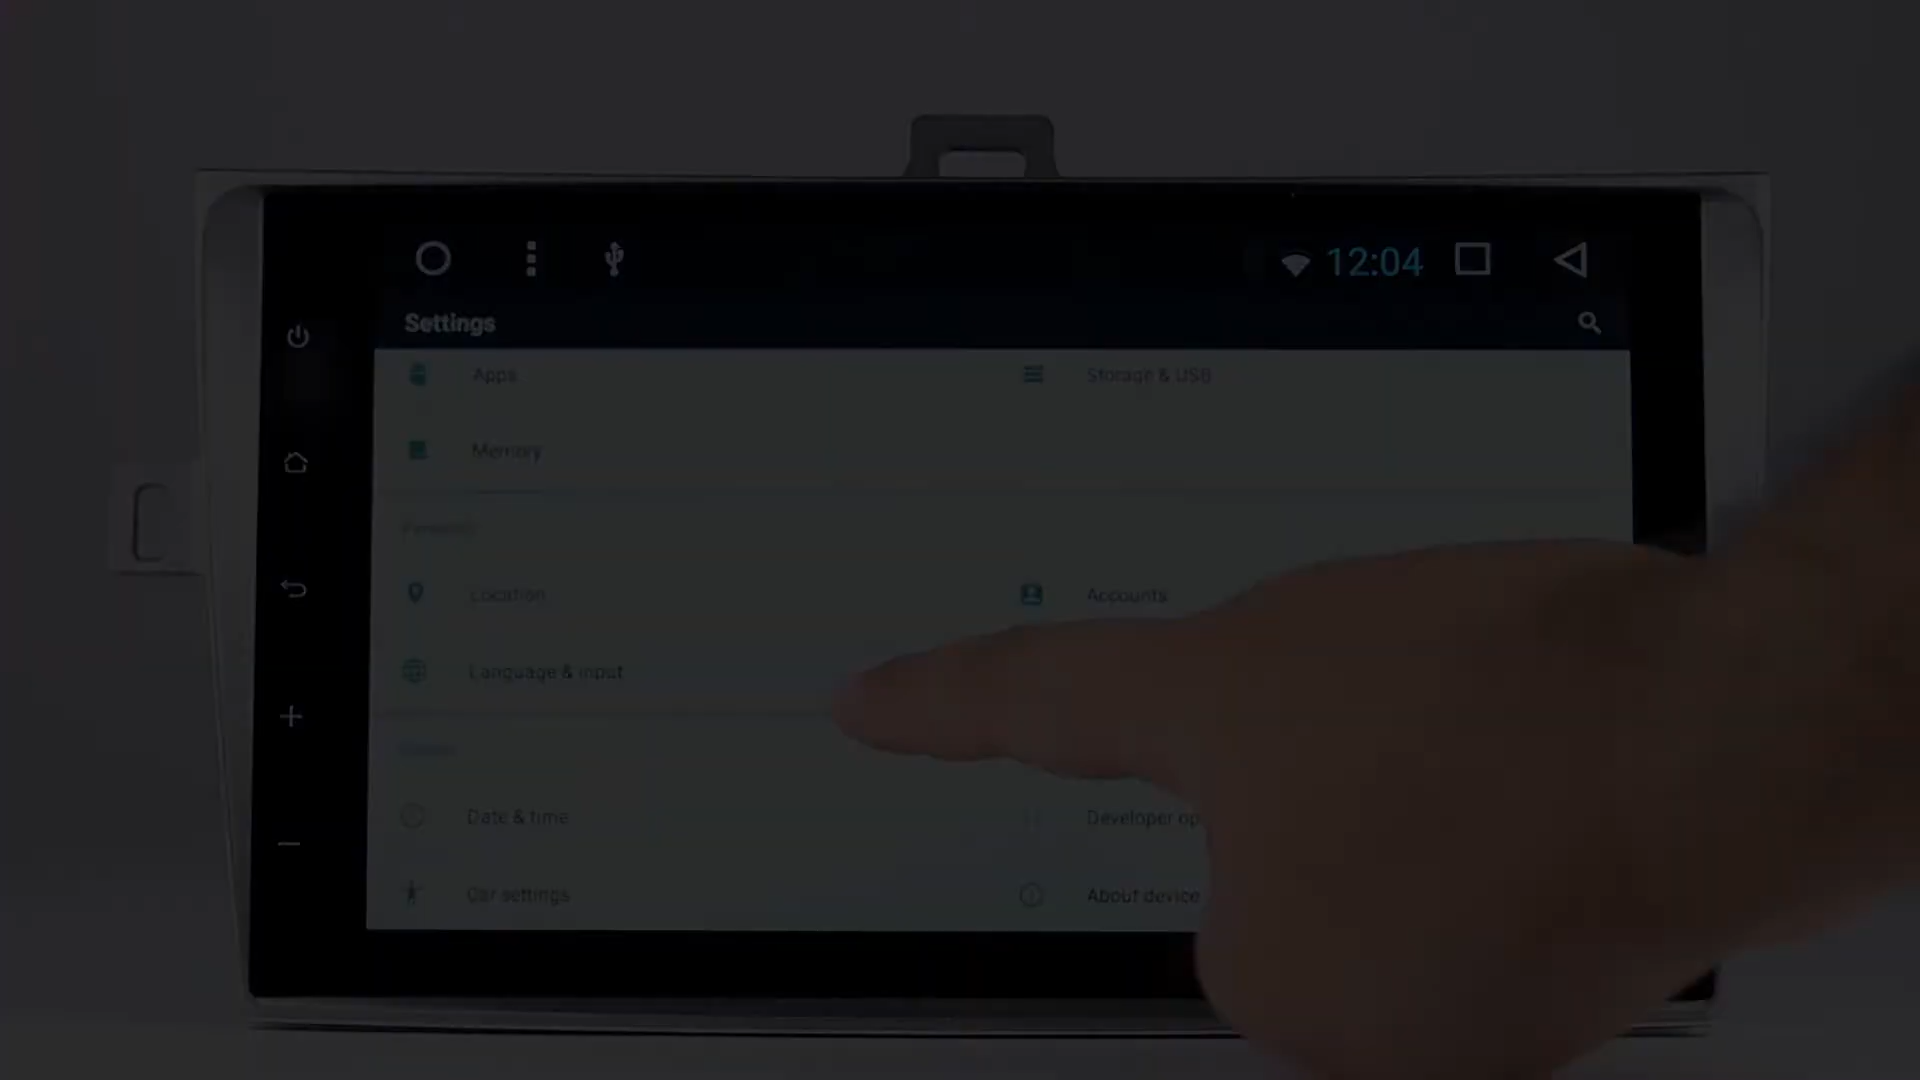 12:04
Settings
Apps
Storage & USB
Memory
Personal
Location
Accounts
Language & input
Date & time
Developer op
Car settings
About device